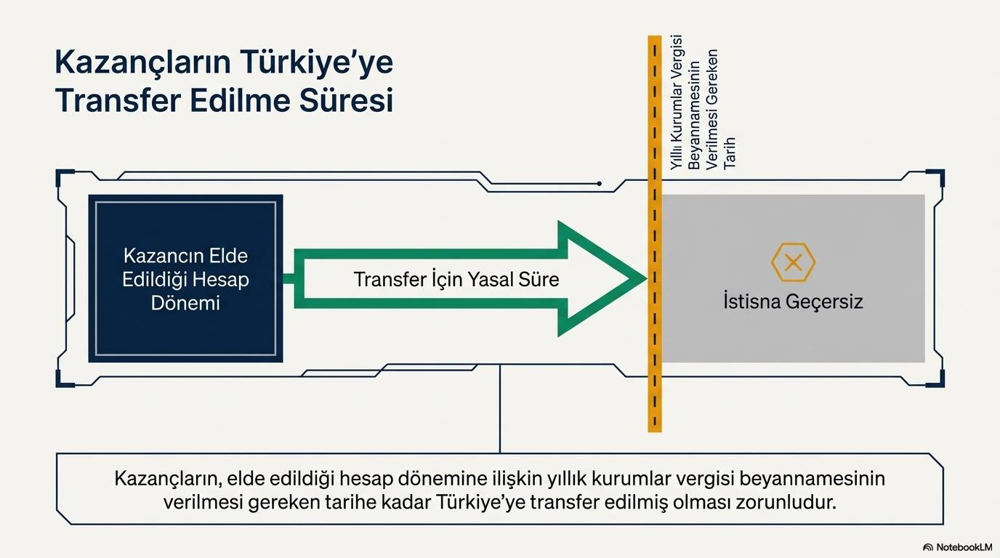 Kazançların Türkiye’ye
Transfer Edilme Süresi
Yıllı Kurumlar Vergisi
Beyannamesinin
Verilmesi Gereken
Tarih
Kazancın Elde
Edildiği Hesap
Dönemi
Transfer İçin Yasal Süre
İstisna Geçersiz
Kazançların, elde edildiği hesap dönemine ilişkin yıllık kurumlar vergisi beyannamesinin
verilmesi gereken tarihe kadar Türkiye’ye transfer edilmiş olması zorunludur.
NotebookLM